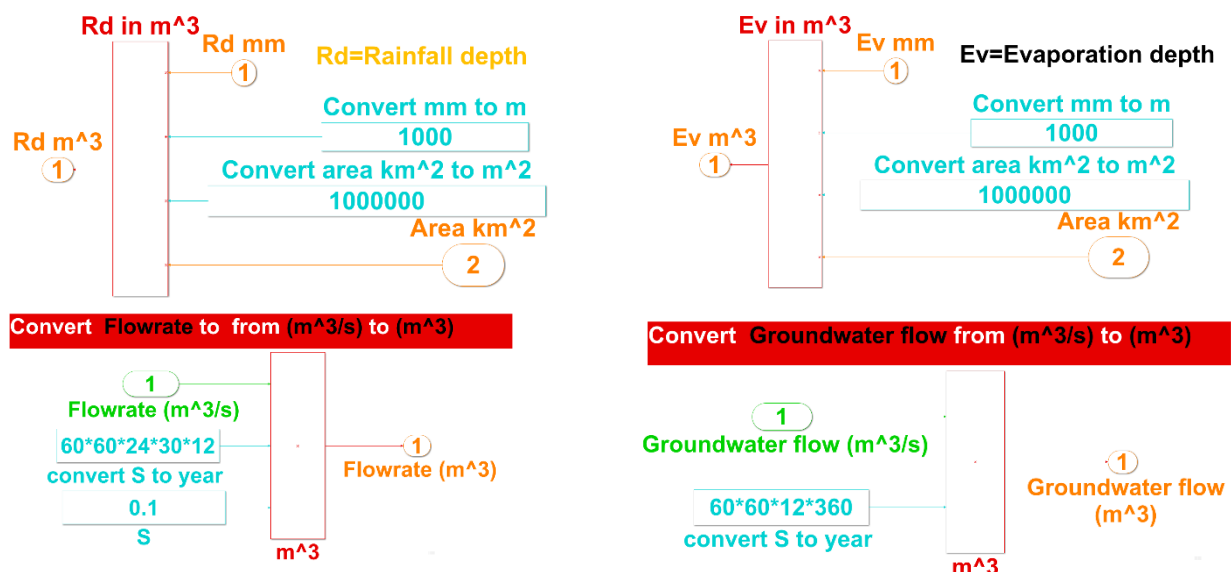 Rd in m^3
Rd mm
1
Rd=Rainfall depth
Convert mm to m
1000
Rd m^3
1
Convert area km^2 to m^2
1000000
Area km^2
2
Ev in m^3
Ev mm
1
Ev=Evaporation depth
Convert mm to m
1000
Ev m^3
1
Convert area km^2 to m^2
1000000
Area km^2
2
Convert Flowrate to from (m^3/s) to (m^3)
1
Flowrate (m^3/s)
60*60*24*30*12
convert S to year
0.1
S
1
Flowrate (m^3)
m^3
Convert Groundwater flow from (m^3/s) to (m^3)
1
Groundwater flow (m^3/s)
60*60*12*360
convert S to year
1
Groundwater flow
(m^3)
m^3